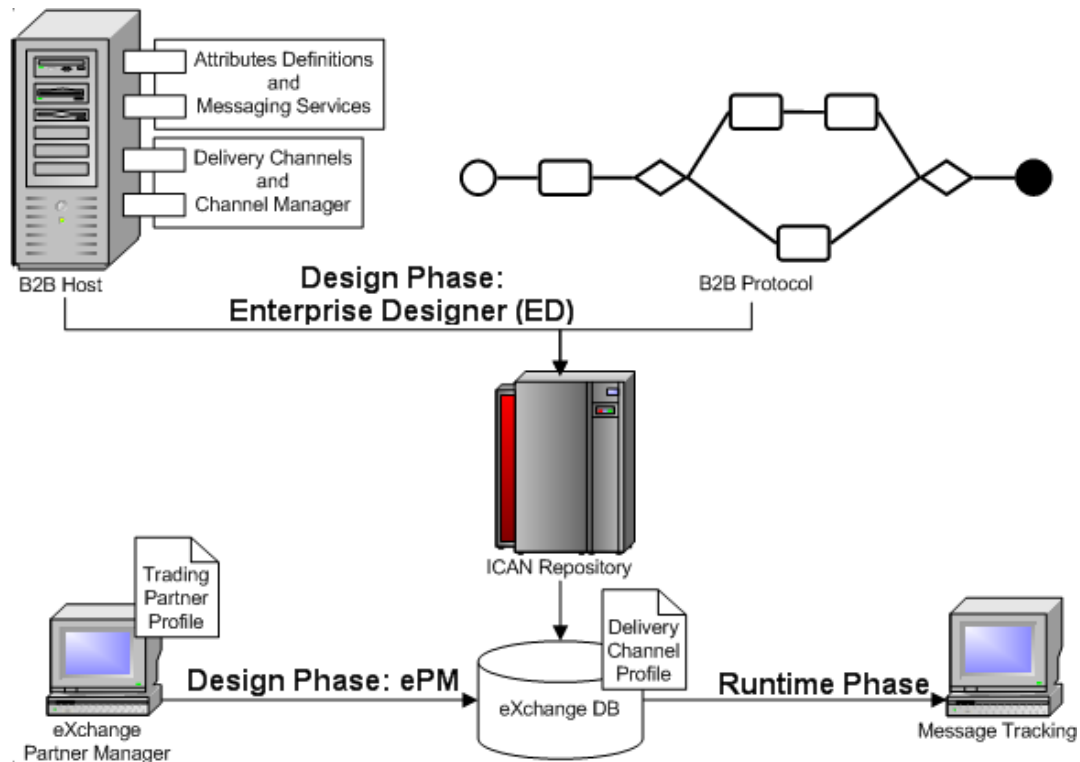 Attributes Definitions
and
Messaging Services
Delivery Channels
and
Channel Manager
B2B Host
B2B Protocol
Design Phase:
Enterprise Designer (ED)
ICAN Repository
Trading
Partner
Profile
Delivery
Channel
Profile
Design Phase: ePM
eXchange DB
Runtime Phase
eXchange
Partner Manager
Message Tracking